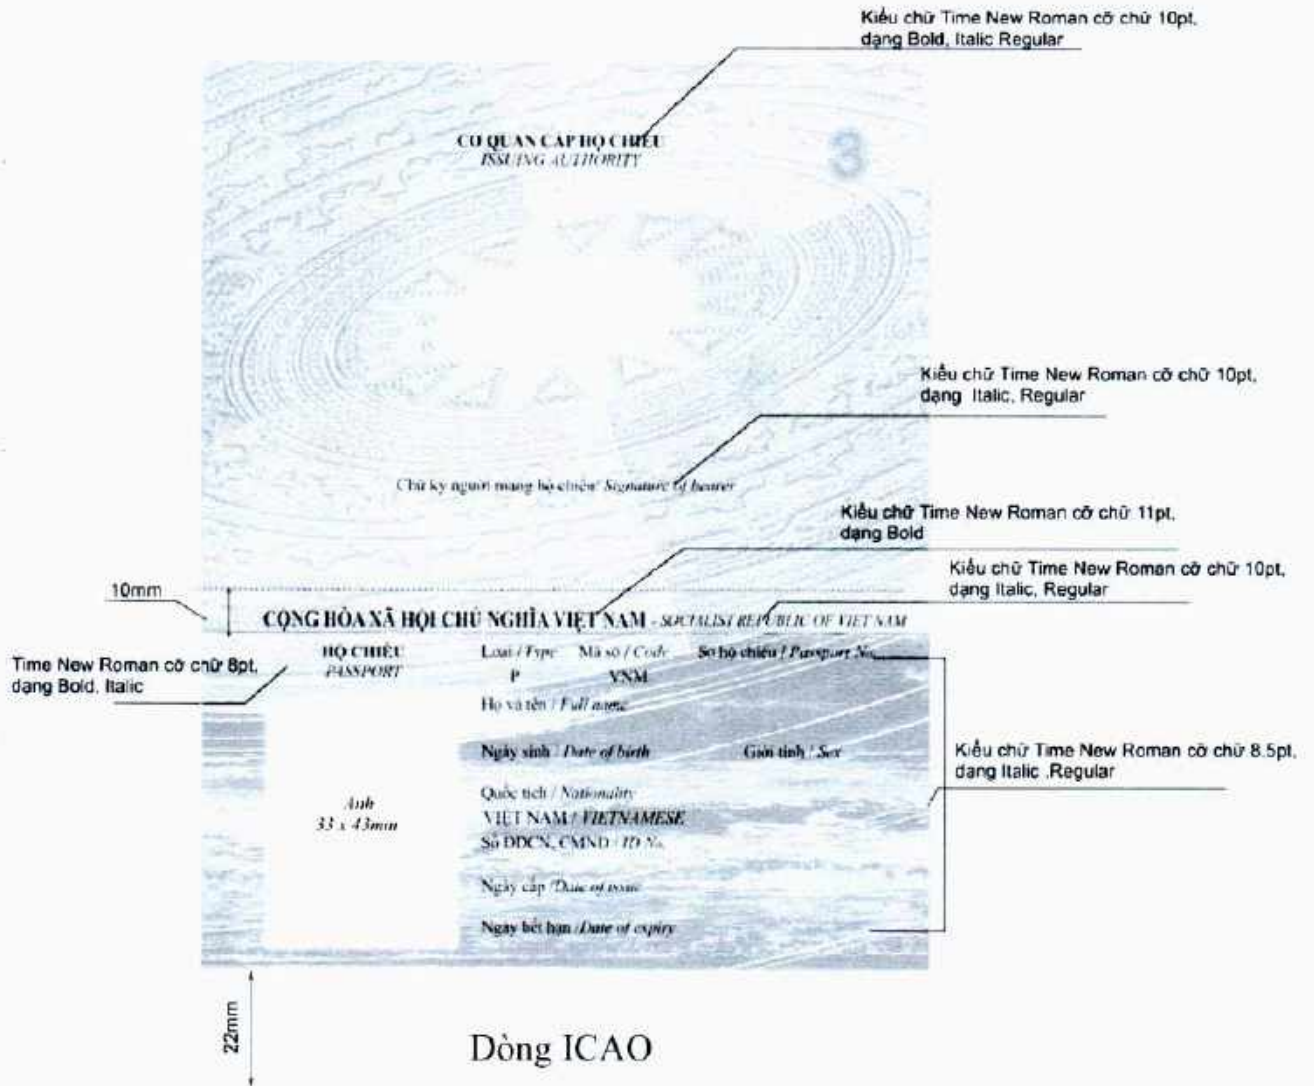 Kiểu chữ Time New Roman cỡ chữ 10pt,
dạng Bold, Italic Regular
CƠ QUAN CẤP HỘ CHIẾU
ISSUING AUTHORITY
3
Kiểu chữ Time New Roman cỡ chữ 10pt,
dạng Italic, Regular
Chữ ký người mang hộ chiếu/ Signature of bearer
Kiểu chữ Time New Roman cỡ chữ 11pt,
dạng Bold
Kiểu chữ Time New Roman cỡ chữ 10pt,
dạng Italic, Regular
10mm
CỘNG HÒA XÃ HỘI CHỦ NGHĨA VIỆT NAM - SOCIALIST REPUBLIC OF VIET NAM
Time New Roman cỡ chữ 8pt,
dạng Bold, Italic
HỘ CHIẾU
PASSPORT
Loại / Type Mã số / Code Số hộ chiếu / Passport No.
P VNM
Họ và tên / Full name
Ngày sinh / Date of birth Giới tính / Sex
Kiểu chữ Time New Roman cỡ chữ 8.5pt,
dang Italic .Regular
Quốc tịch / Nationality
VIỆT NAM / VIETNAMESE
Số ĐDCN, CMND / ID No.
Ảnh
33 x 43mm
Ngày cấp /Date of issue
Ngày hết hạn /Date of expiry
22mm
Dòng ICAO